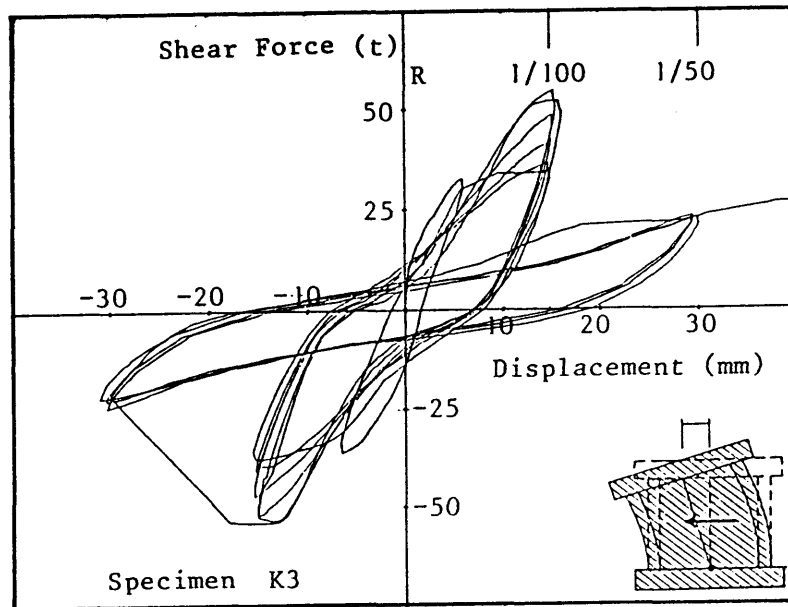 Shear Force (t)
R 1/100 1/50
50
25
-30 -20 -10
10 20 30
Displacement (mm)
-25
-50
Specimen K3